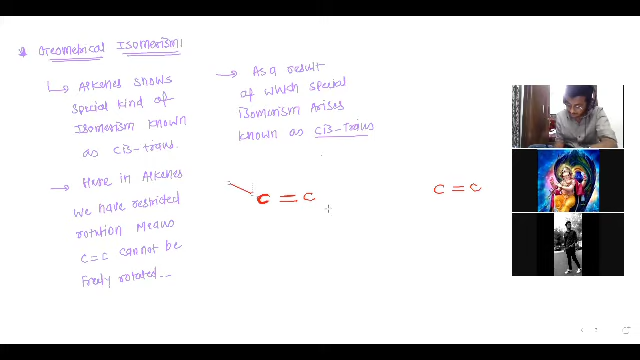 Geometrical Isomerism
Alkenes shows
special kind of
Isomerism known
as CIS-trans.
Here in Alkenes
we have restricted
rotation Means
C=C cannot be
Freely rotated...
As a result
of which special
isomerism Arises
known as CIS-Trans
C = C
C = C